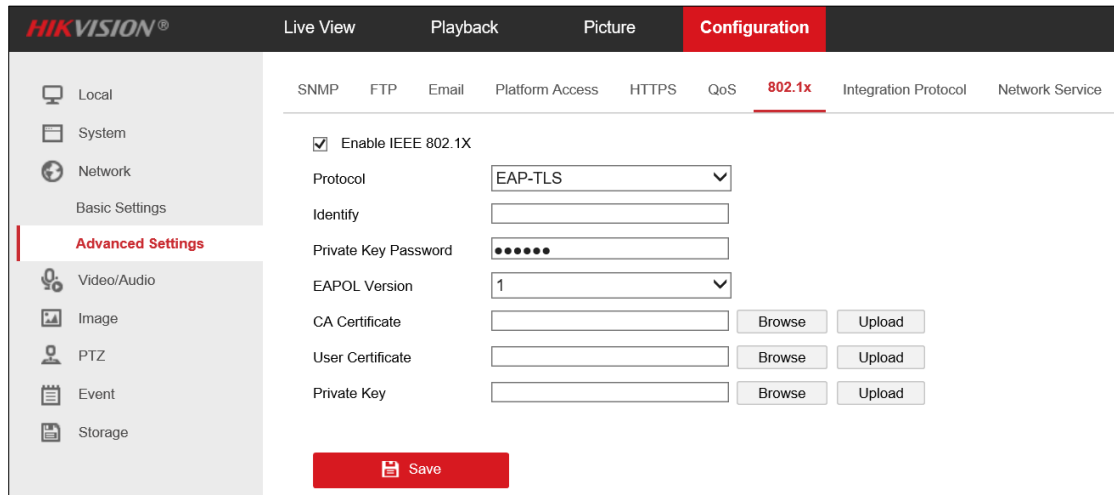 HIKVISION® Live View Playback Picture Configuration
SNMP FTP Email Platform Access HTTPS QoS 802.1x Integration Protocol Network Service
Local
System
Network
Basic Settings
Advanced Settings
Video/Audio
Image
PTZ
Event
Storage
Enable IEEE 802.1X
Protocol EAP-TLS
Identify
Private Key Password ●●●●●●
EAPOL Version 1
CA Certificate Browse Upload
User Certificate Browse Upload
Private Key Browse Upload
Save